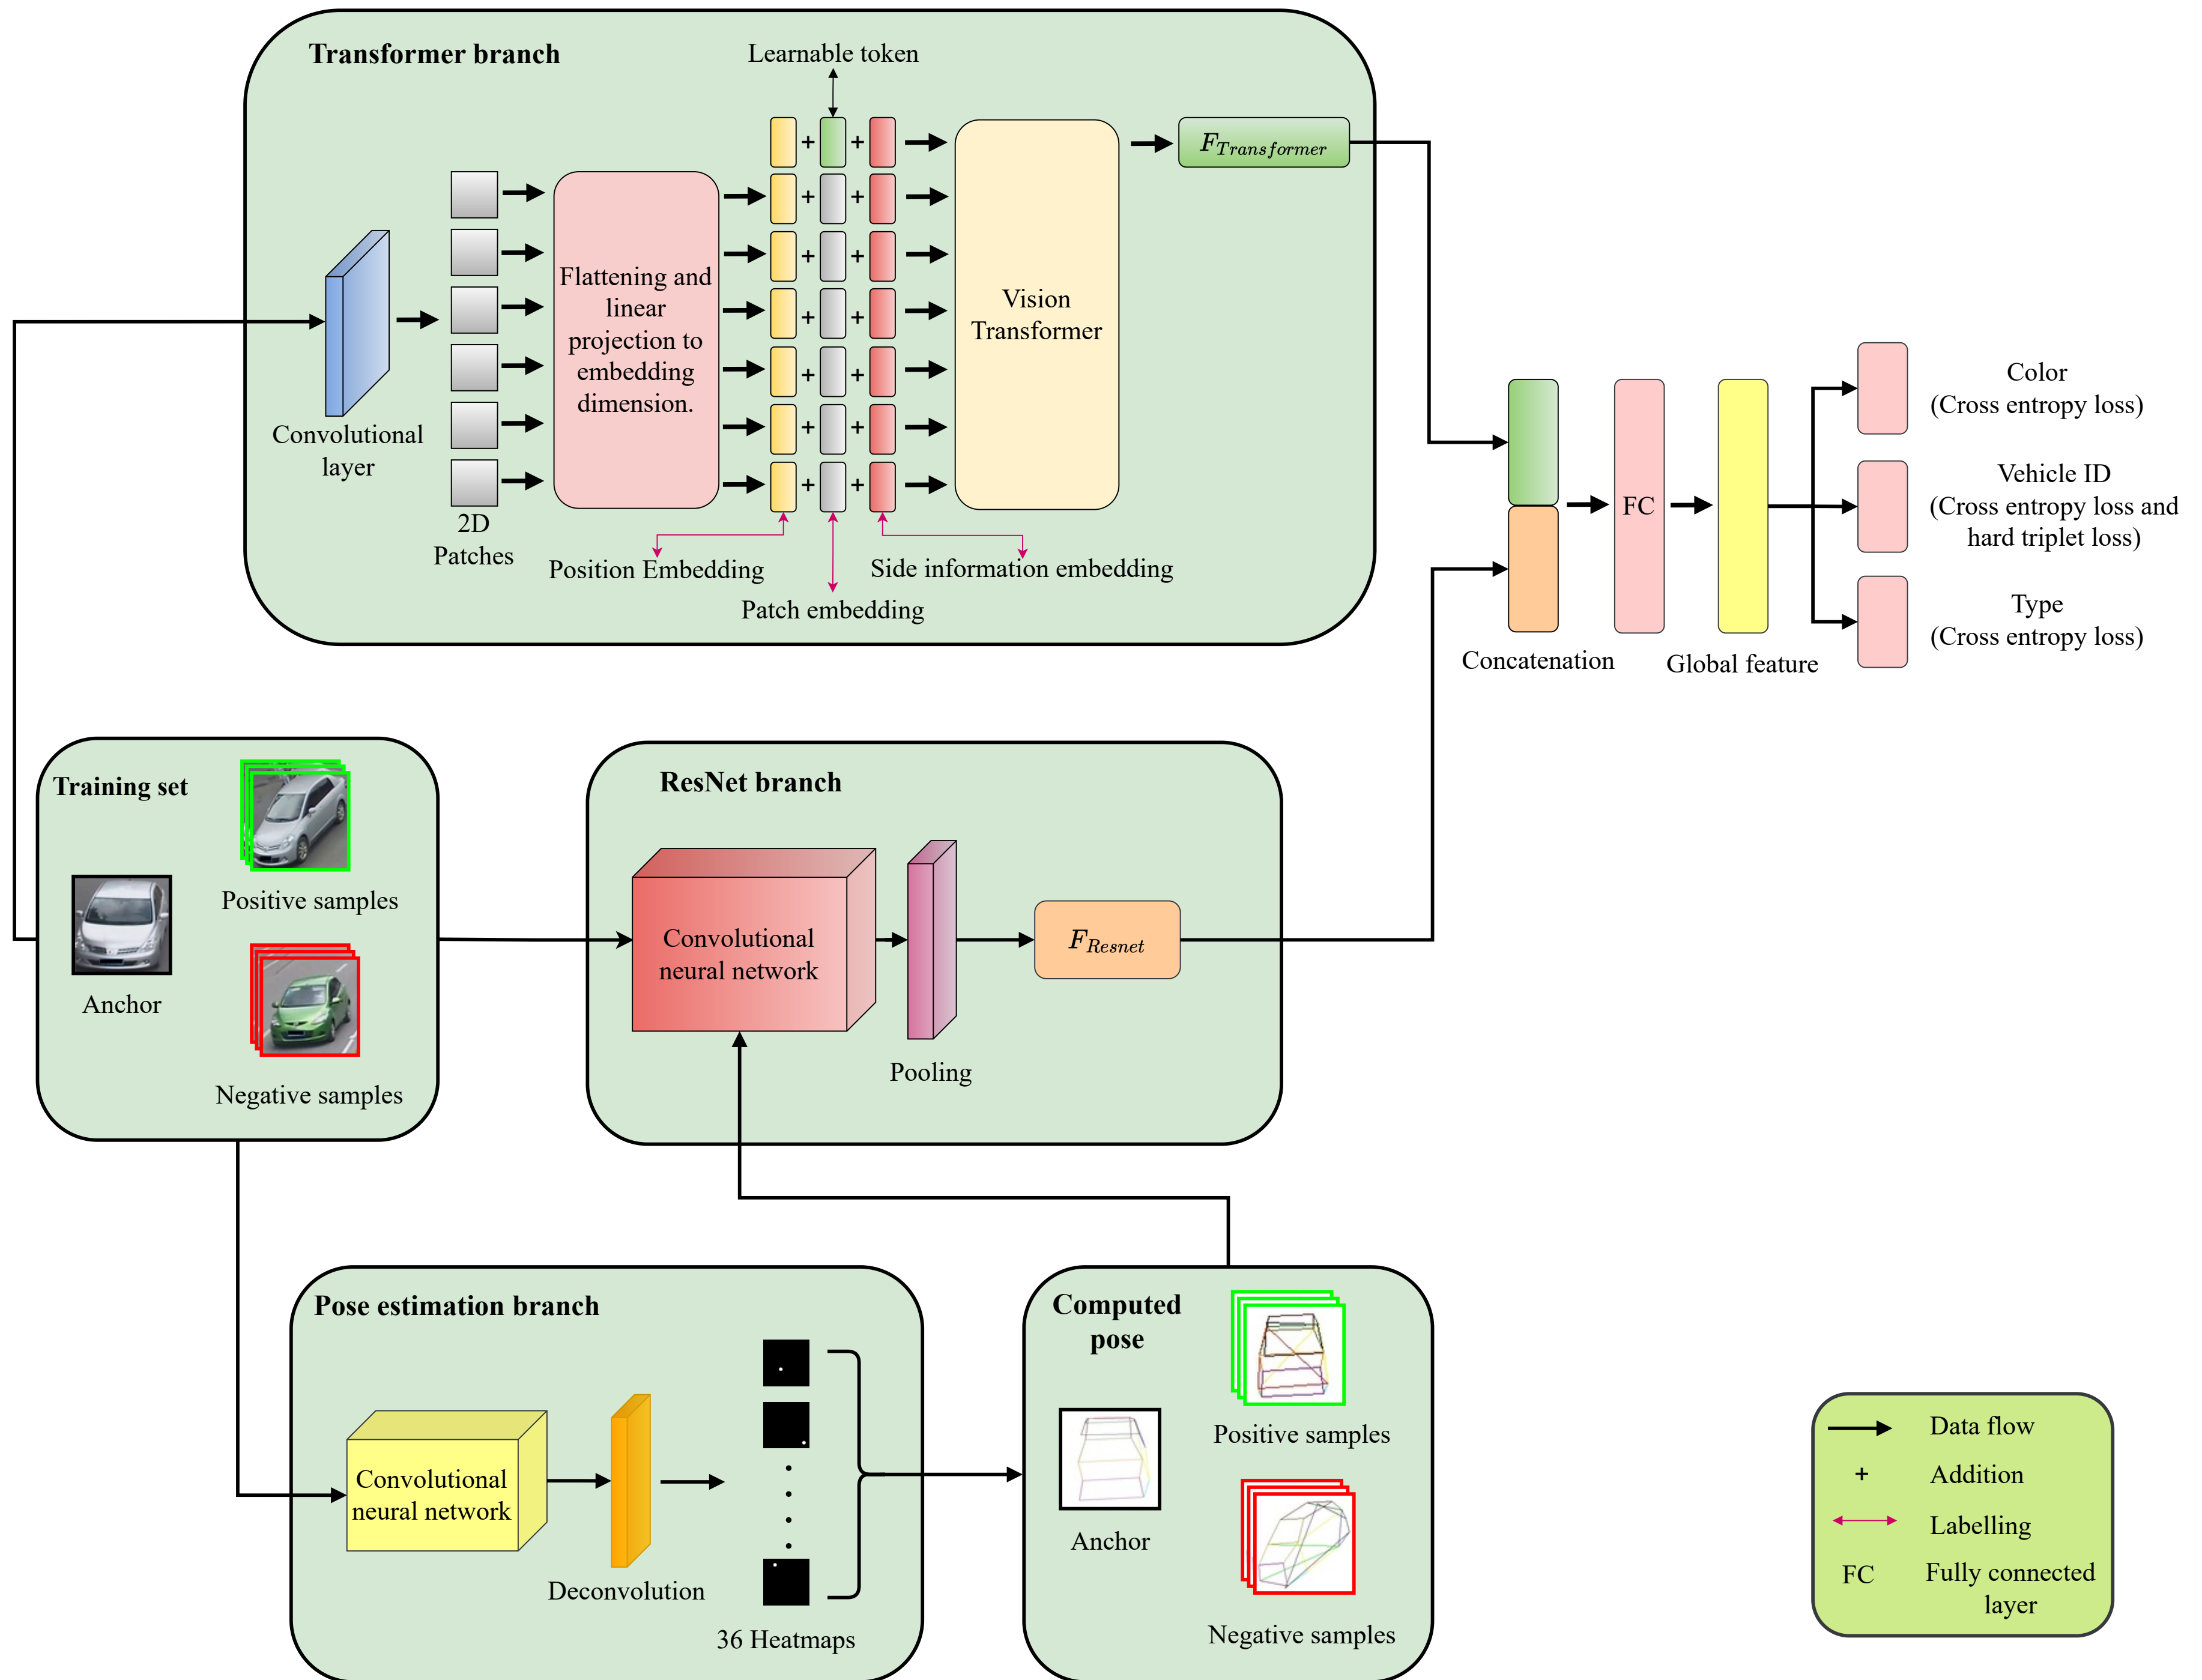 Transformer branch
Learnable token
F_Transformer
Flattening and
linear
projection to
embedding
dimension.
Vision
Transformer
Convolutional
layer
2D
Patches
Position Embedding
Side information embedding
Patch embedding
+ + + + + + + + + + + + + +
Color
(Cross entropy loss)
Vehicle ID
(Cross entropy loss and
hard triplet loss)
Type
(Cross entropy loss)
FC
Concatenation
Global feature
Training set
Positive samples
Anchor
Negative samples
ResNet branch
Convolutional
neural network
F_Resnet
Pooling
Pose estimation branch
Convolutional
neural network
Deconvolution
36 Heatmaps
Computed
pose
Positive samples
Anchor
Negative samples
Data flow
+ Addition
Labelling
FC Fully connected
layer